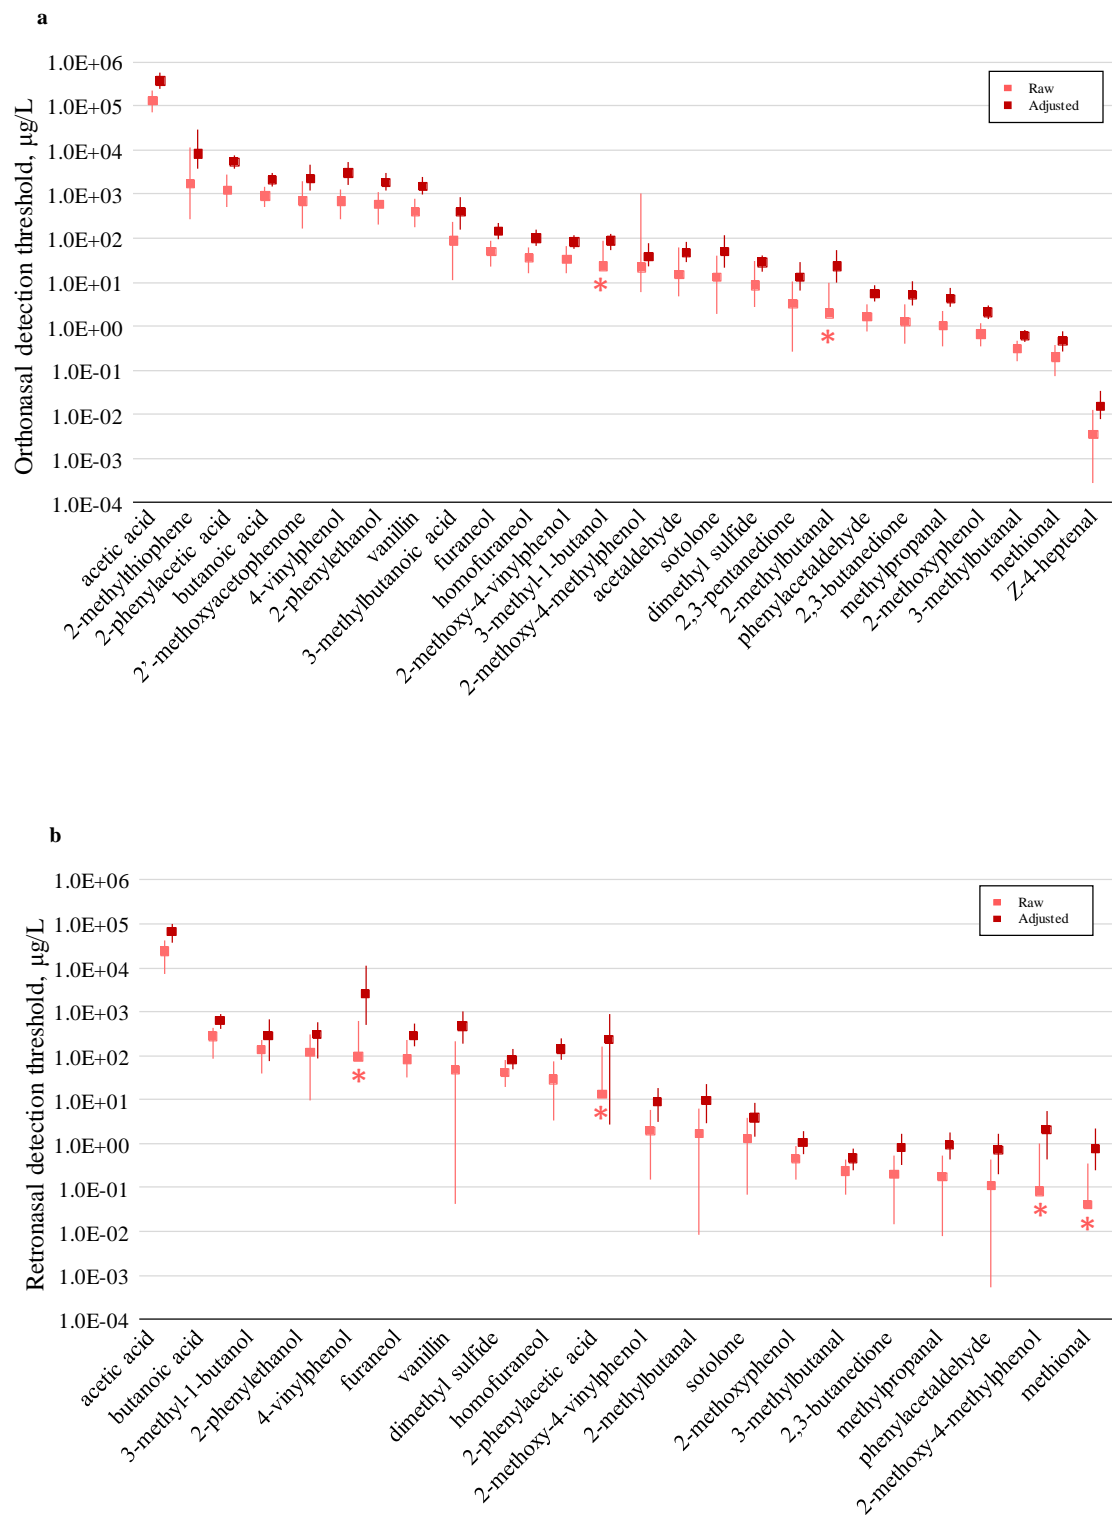 a
1.0E+06
1.0E+05
1.0E+04
1.0E+03
1.0E+02
1.0E+01
1.0E+00
1.0E-01
1.0E-02
1.0E-03
1.0E-04
Orthonasal detection threshold, µg/L
Raw
Adjusted
*
*
acetic acid
2-methylthiophene
2-phenylacetic acid
butanoic acid
2’-methoxyacetophenone
4-vinylphenol
2-phenylethanol
vanillin
3-methylbutanoic acid
furaneol
homofuraneol
2-methoxy-4-vinylphenol
3-methyl-1-butanol
2-methoxy-4-methylphenol
acetaldehyde
sotolone
dimethyl sulfide
2,3-pentanedione
2-methylbutanal
phenylacetaldehyde
2,3-butanedione
methylpropanal
2-methoxyphenol
3-methylbutanal
methional
Z-4-heptenal
b
1.0E+06
1.0E+05
1.0E+04
1.0E+03
1.0E+02
1.0E+01
1.0E+00
1.0E-01
1.0E-02
1.0E-03
1.0E-04
Retronasal detection threshold, µg/L
Raw
Adjusted
*
*
*
*
acetic acid
butanoic acid
3-methyl-1-butanol
2-phenylethanol
4-vinylphenol
furaneol
vanillin
dimethyl sulfide
homofuraneol
2-phenylacetic acid
2-methoxy-4-vinylphenol
2-methylbutanal
sotolone
2-methoxyphenol
3-methylbutanal
2,3-butanedione
methylpropanal
phenylacetaldehyde
2-methoxy-4-methylphenol
methional